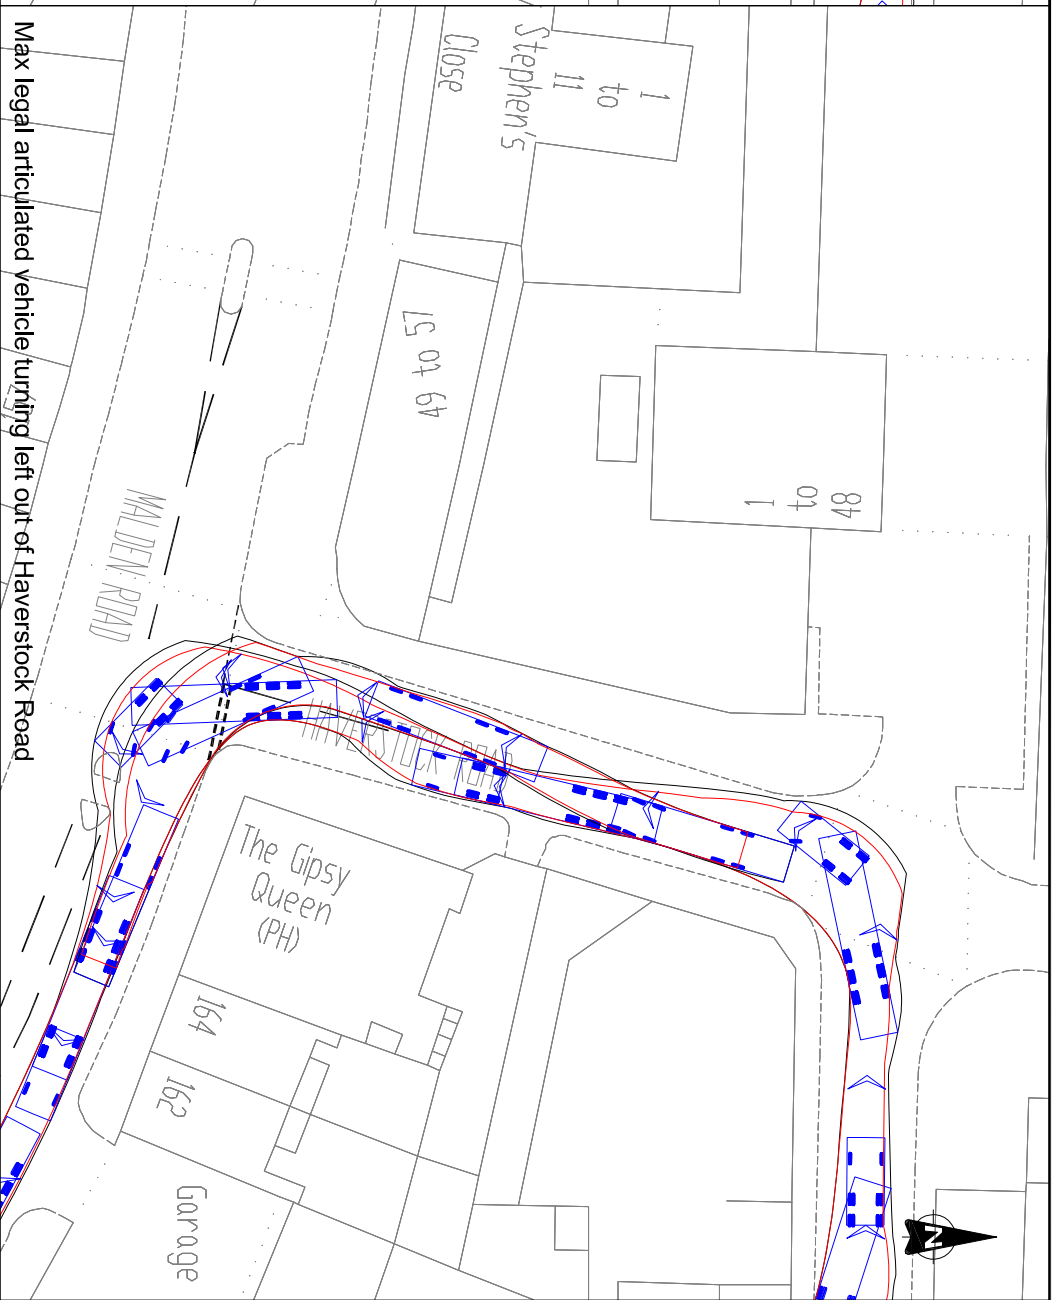 Max legal articulated vehicle turning left out of Haverstock Road
Stephen's
Close
1
to
11
57 to 49
1
to
48
MALDEN ROAD
HAVERSTOCK ROAD
The Gipsy
Queen
(PH)
164
162
Garage
N